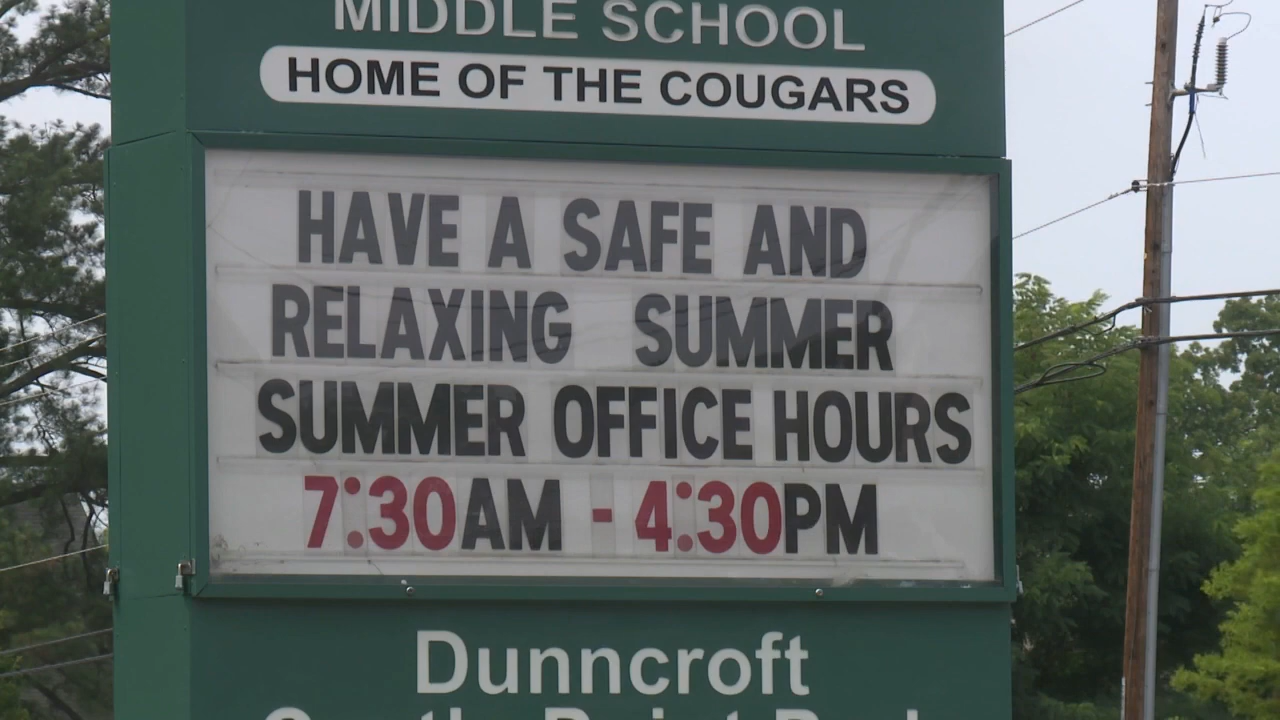 MIDDLE SCHOOL
HOME OF THE COUGARS
HAVE A SAFE AND
RELAXING SUMMER
SUMMER OFFICE HOURS
7:30AM - 4:30PM
Dunncroft